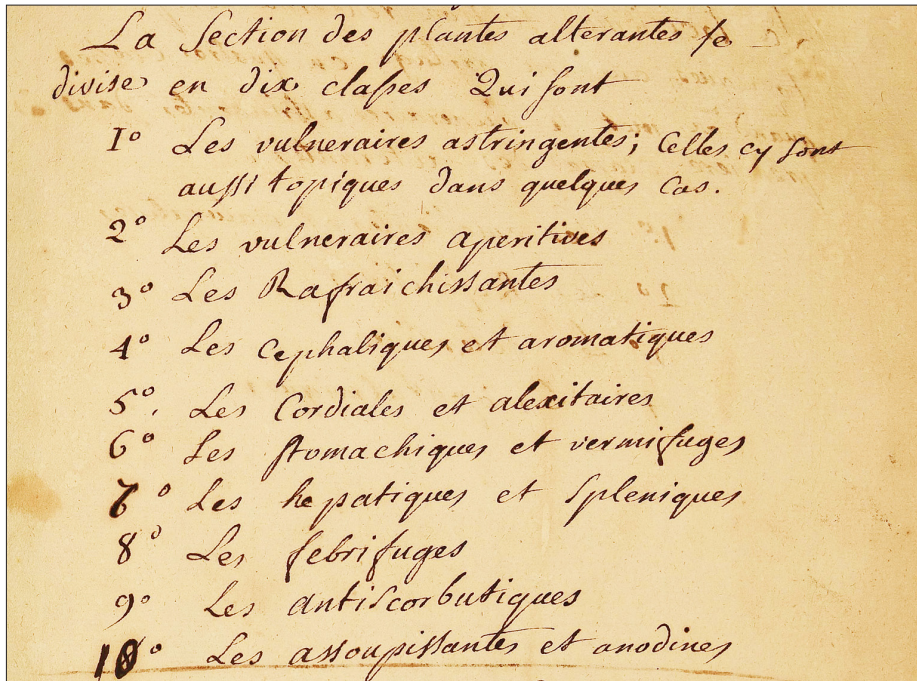 La Section des plantes alterantes se
divise en dix classes Qui sont
1° Les vulneraires astringentes; Celles cy sont
aussi topiques dans quelques Cas.
2° Les vulneraires aperitives
3° Les Rafraichissantes
4° Les Cephaliques et aromatiques
5°. Les Cordiales et alexitaires
6° Les stomachiques et vermifuges
7° Les hepatiques et spleniques
8° Les febrifuges
9° Les antiscorbutiques
10° Les assoupissantes et anodines